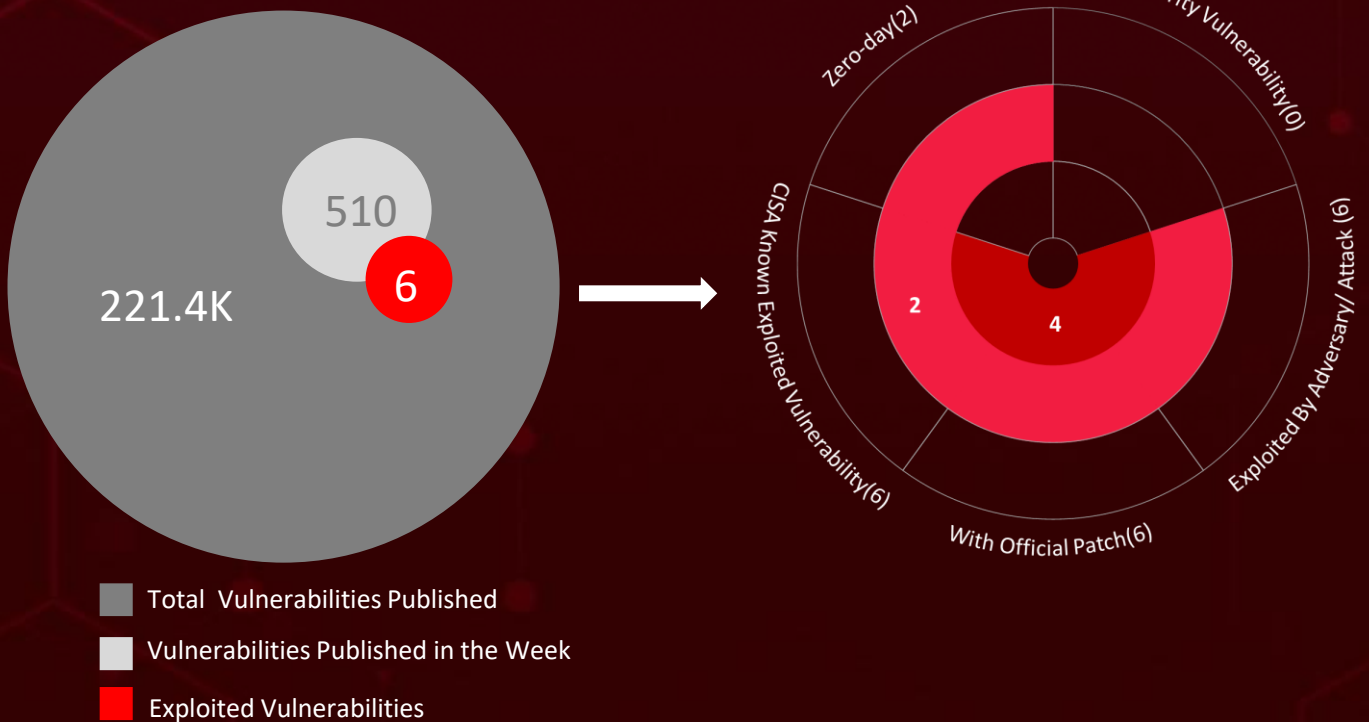 510
6
221.4K
Total Vulnerabilities Published
Vulnerabilities Published in the Week
Exploited Vulnerabilities
Zero-day(2)
Vulnerability(0)
CISA Known Exploited Vulnerability(6)
Exploited By Adversary/ Attack (6)
With Official Patch(6)
2
4